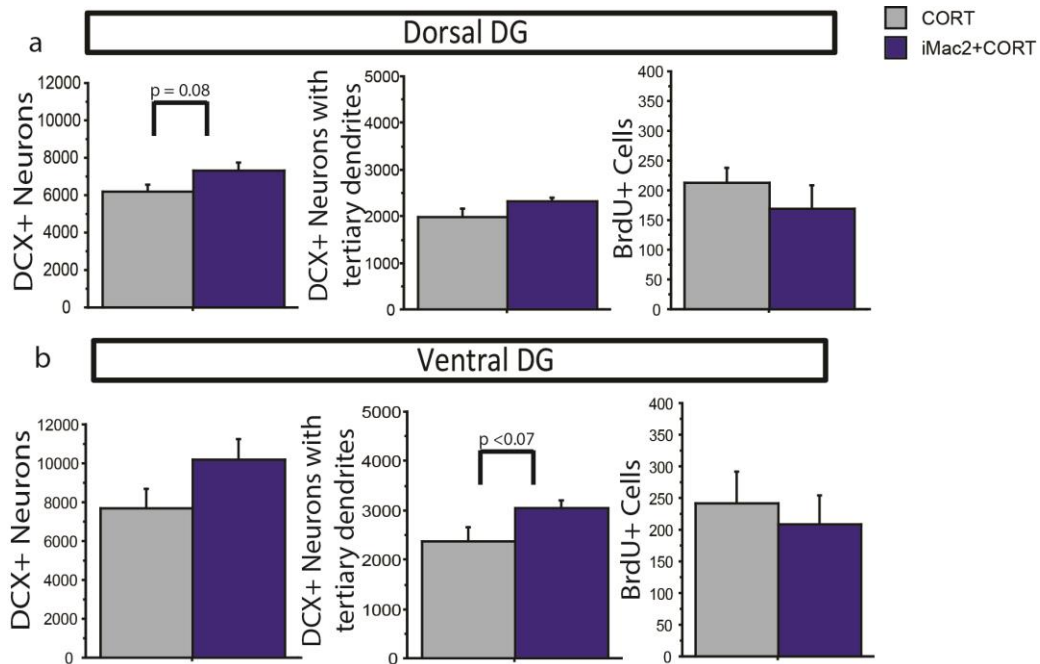 CORT
iMac2+CORT
a
Dorsal DG
DCX+ Neurons
12000
10000
8000
6000
4000
2000
0
p = 0.08
DCX+ Neurons with
tertiary dendrites
5000
4000
3000
2000
1000
0
BrdU+ Cells
400
350
300
250
200
150
100
50
0
b
Ventral DG
DCX+ Neurons
12000
10000
8000
6000
4000
2000
0
DCX+ Neurons with
tertiary dendrites
5000
4000
3000
2000
1000
0
p <0.07
BrdU+ Cells
400
350
300
250
200
150
100
50
0